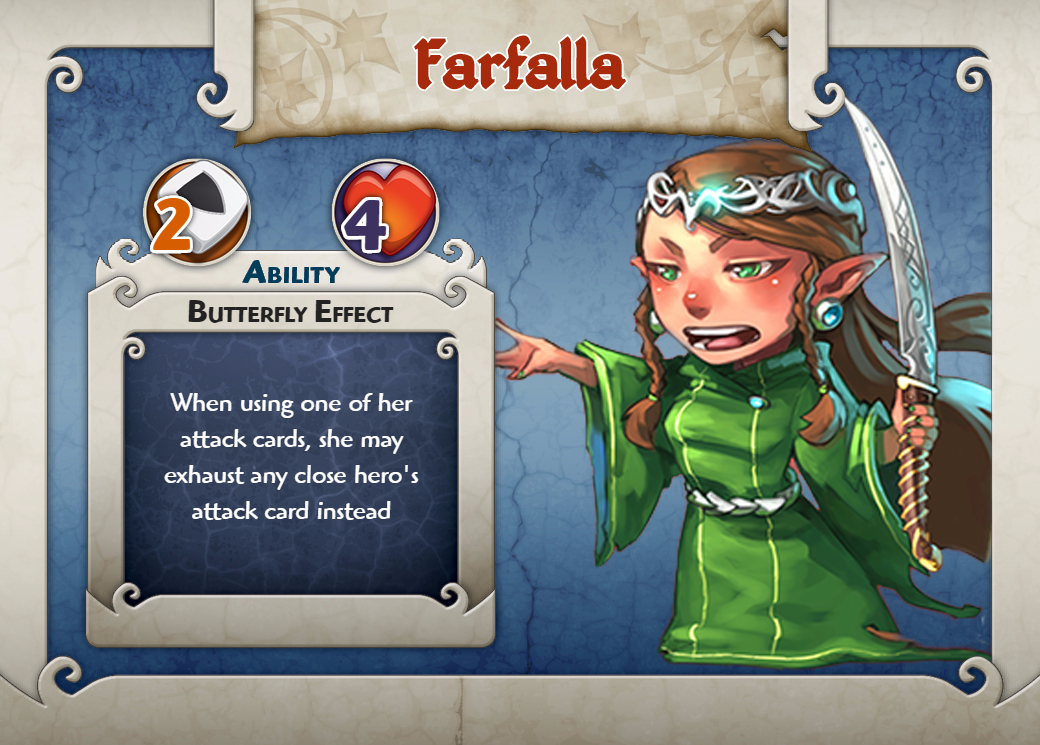 Farfalla
2
4
Ability
Butterfly Effect
When using one of her
attack cards, she may
exhaust any close hero's
attack card instead